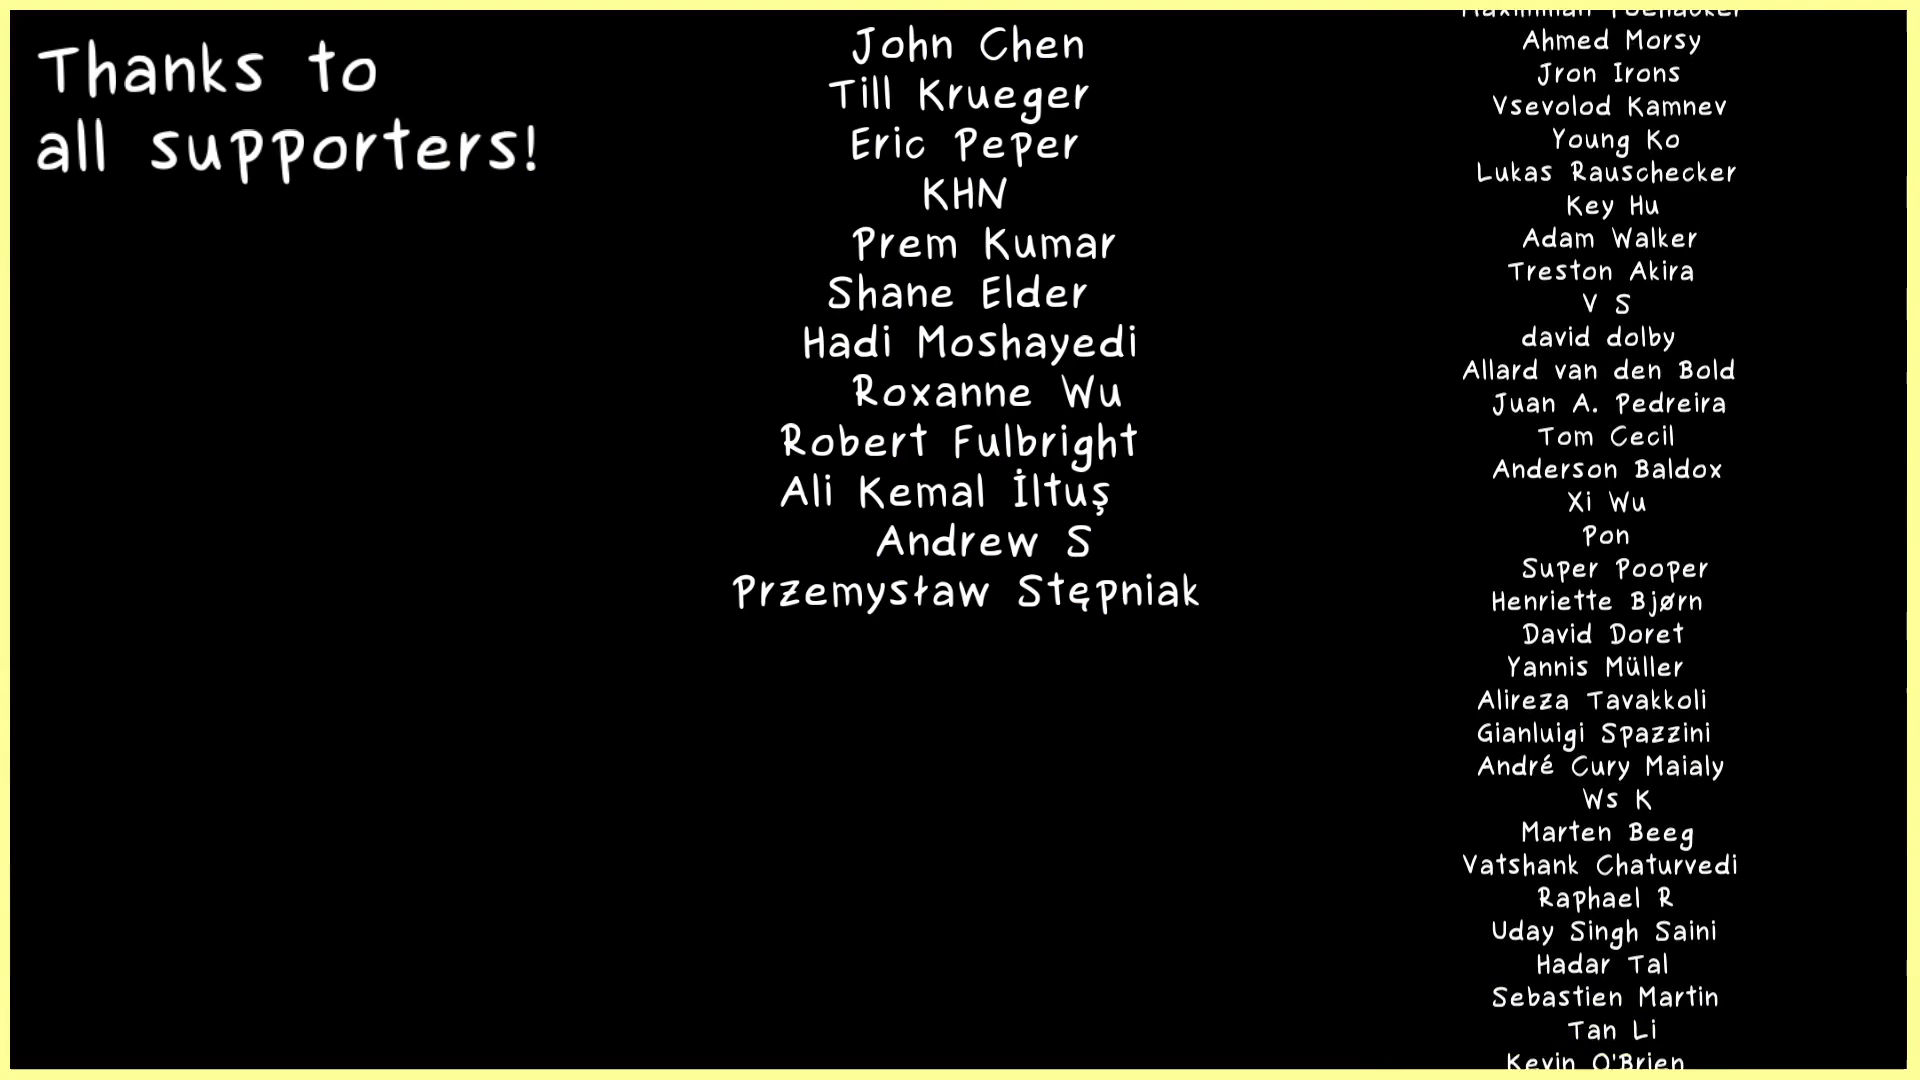 Thanks to
all supporters!
John Chen
Till Krueger
Eric Peper
KHN
Prem Kumar
Shane Elder
Hadi Moshayedi
Roxanne Wu
Robert Fulbright
Ali Kemal İltuş
Andrew S
Przemysław Stępniak
Ahmed Morsy
Jron Irons
Vsevolod Kamnev
Young Ko
Lukas Rauschecker
Key Hu
Adam Walker
Treston Akira
V S
david dolby
Allard van den Bold
Juan A. Pedreira
Tom Cecil
Anderson Baldox
Xi Wu
Pon
Super Pooper
Henriette Bjørn
David Doret
Yannis Müller
Alireza Tavakkoli
Gianluigi Spazzini
André Cury Maialy
Ws K
Marten Beeg
Vatshank Chaturvedi
Raphael R
Uday Singh Saini
Hadar Tal
Sebastien Martin
Tan Li
Kevin O'Brien